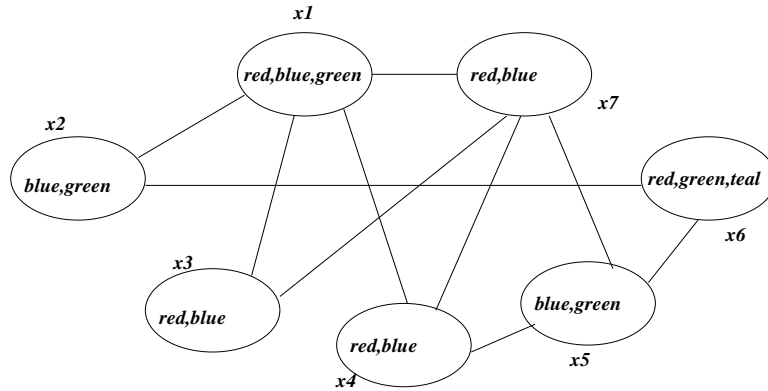 x1
red,blue,green
red,blue
x7
x2
blue,green
red,green,teal
x6
x3
red,blue
blue,green
x5
red,blue
x4